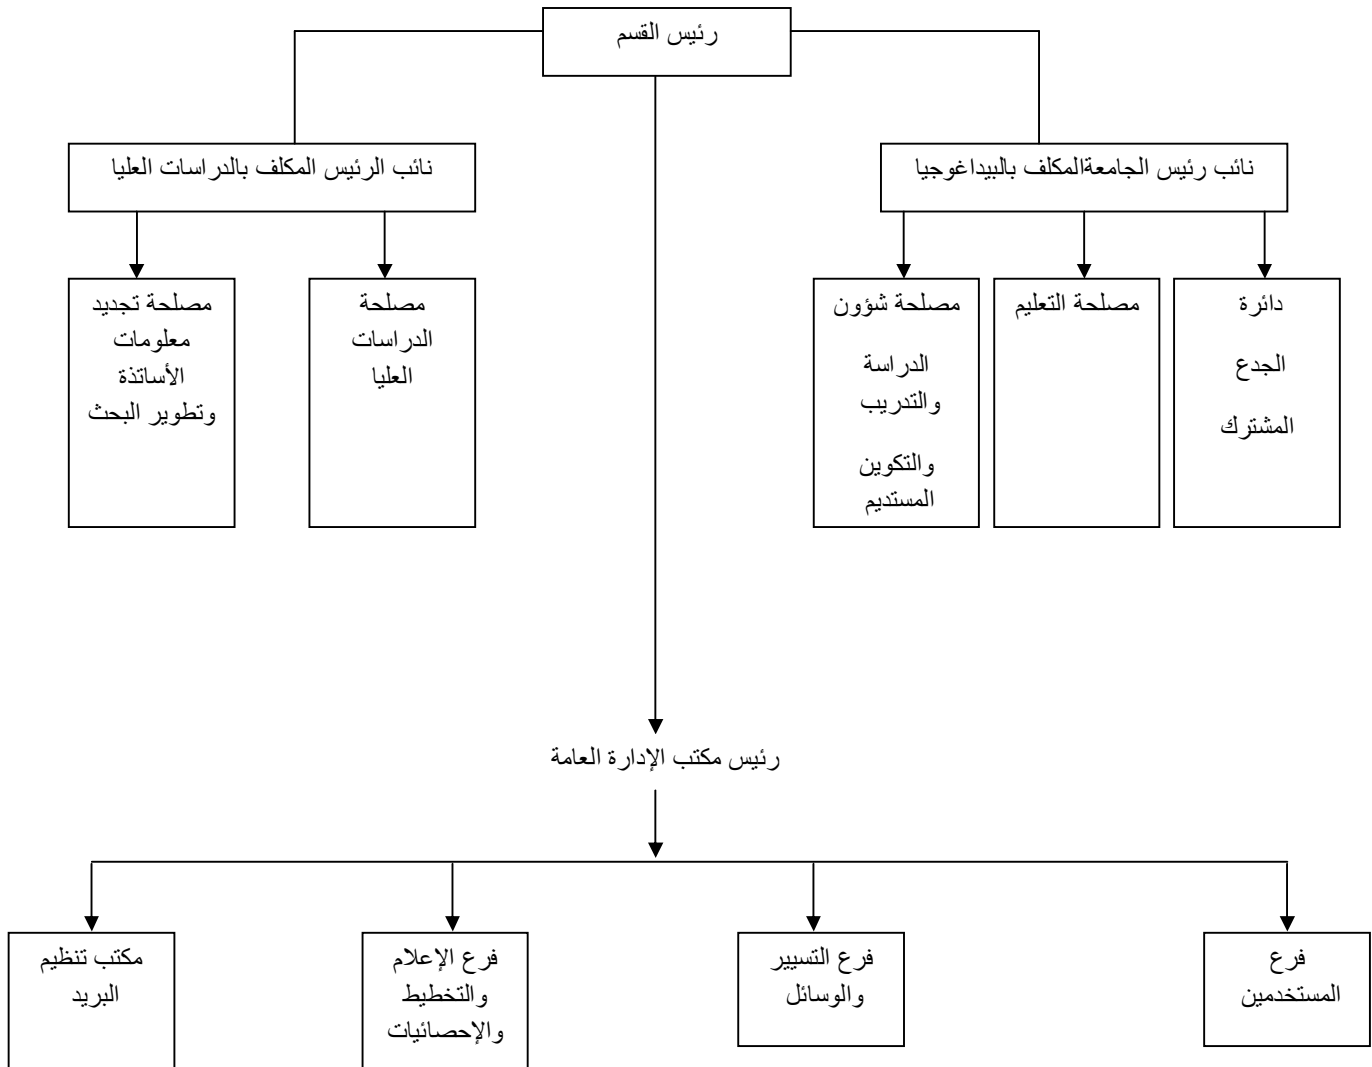 رئيس القسم
نائب رئيس الجامعةالمكلف بالبيداغوجيا
نائب الرئيس المكلف بالدراسات العليا
دائرة
الجدع
المشترك
مصلحة التعليم
مصلحة شؤون
الدراسة
والتدريب
والتكوين
المستديم
مصلحة
الدراسات
العليا
مصلحة تجديد
معلومات
الأساتذة
وتطوير البحث
رئيس مكتب الإدارة العامة
فرع
المستخدمين
فرع التسيير
والوسائل
فرع الإعلام
والتخطيط
والإحصائيات
مكتب تنظيم
البريد